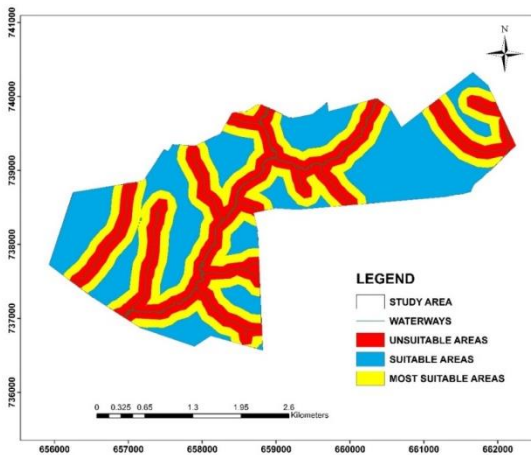 741000
740000
739000
738000
737000
736000
N
LEGEND
STUDY AREA
WATERWAYS
UNSUITABLE AREAS
SUITABLE AREAS
MOST SUITABLE AREAS
0 0.325 0.65 1.3 1.95 2.6
Kilometers
656000 657000 658000 659000 660000 661000 662000